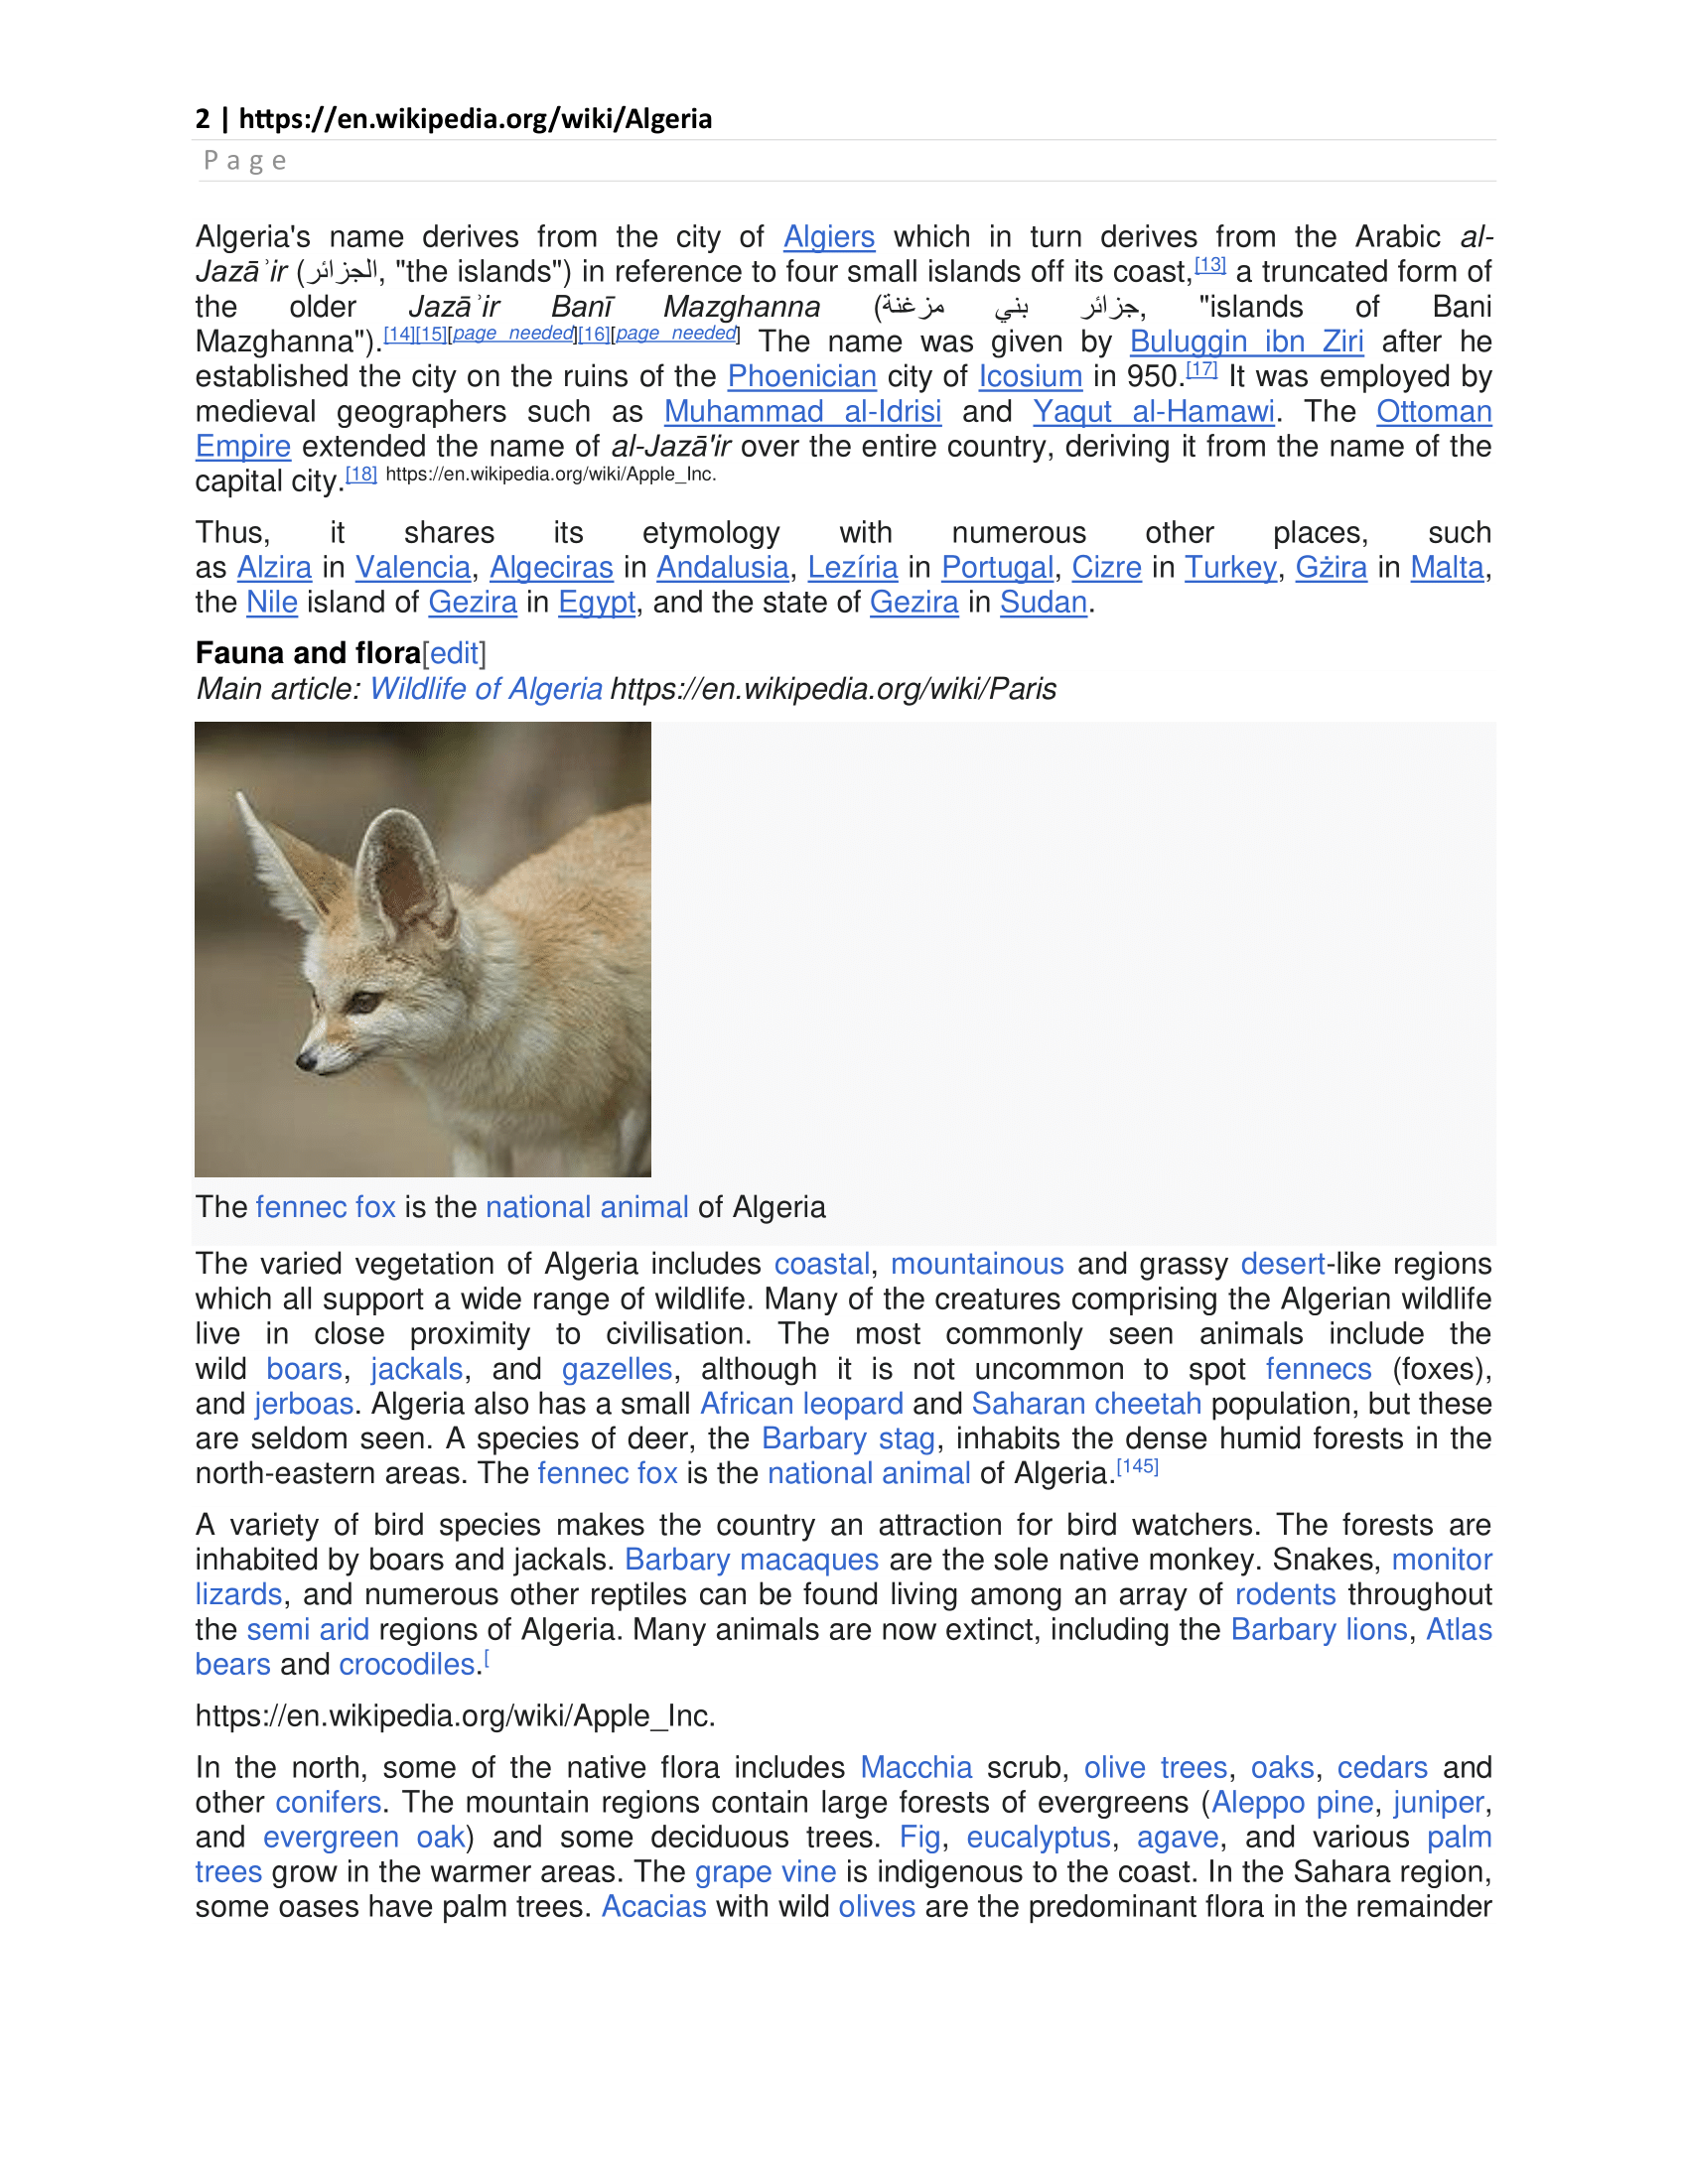 2 | https://en.wikipedia.org/wiki/Algeria
Page
Algeria's name derives from the city of Algiers which in turn derives from the Arabic al-
Jazāʾir (الجزائر, "the islands") in reference to four small islands off its coast,[13] a truncated form of
the older Jazāʾir Banī Mazghanna (جزائر بني مزغنة, "islands of Bani
Mazghanna").[14][15][page needed][16][page needed] The name was given by Buluggin ibn Ziri after he
established the city on the ruins of the Phoenician city of Icosium in 950.[17] It was employed by
medieval geographers such as Muhammad al-Idrisi and Yaqut al-Hamawi. The Ottoman
Empire extended the name of al-Jazā'ir over the entire country, deriving it from the name of the
capital city.[18] https://en.wikipedia.org/wiki/Apple_Inc.
Thus, it shares its etymology with numerous other places, such
as Alzira in Valencia, Algeciras in Andalusia, Lezíria in Portugal, Cizre in Turkey, Gżira in Malta,
the Nile island of Gezira in Egypt, and the state of Gezira in Sudan.
Fauna and flora[edit]
Main article: Wildlife of Algeria https://en.wikipedia.org/wiki/Paris
The fennec fox is the national animal of Algeria
The varied vegetation of Algeria includes coastal, mountainous and grassy desert-like regions
which all support a wide range of wildlife. Many of the creatures comprising the Algerian wildlife
live in close proximity to civilisation. The most commonly seen animals include the
wild boars, jackals, and gazelles, although it is not uncommon to spot fennecs (foxes),
and jerboas. Algeria also has a small African leopard and Saharan cheetah population, but these
are seldom seen. A species of deer, the Barbary stag, inhabits the dense humid forests in the
north-eastern areas. The fennec fox is the national animal of Algeria.[145]
A variety of bird species makes the country an attraction for bird watchers. The forests are
inhabited by boars and jackals. Barbary macaques are the sole native monkey. Snakes, monitor
lizards, and numerous other reptiles can be found living among an array of rodents throughout
the semi arid regions of Algeria. Many animals are now extinct, including the Barbary lions, Atlas
bears and crocodiles.[
https://en.wikipedia.org/wiki/Apple_Inc.
In the north, some of the native flora includes Macchia scrub, olive trees, oaks, cedars and
other conifers. The mountain regions contain large forests of evergreens (Aleppo pine, juniper,
and evergreen oak) and some deciduous trees. Fig, eucalyptus, agave, and various palm
trees grow in the warmer areas. The grape vine is indigenous to the coast. In the Sahara region,
some oases have palm trees. Acacias with wild olives are the predominant flora in the remainder